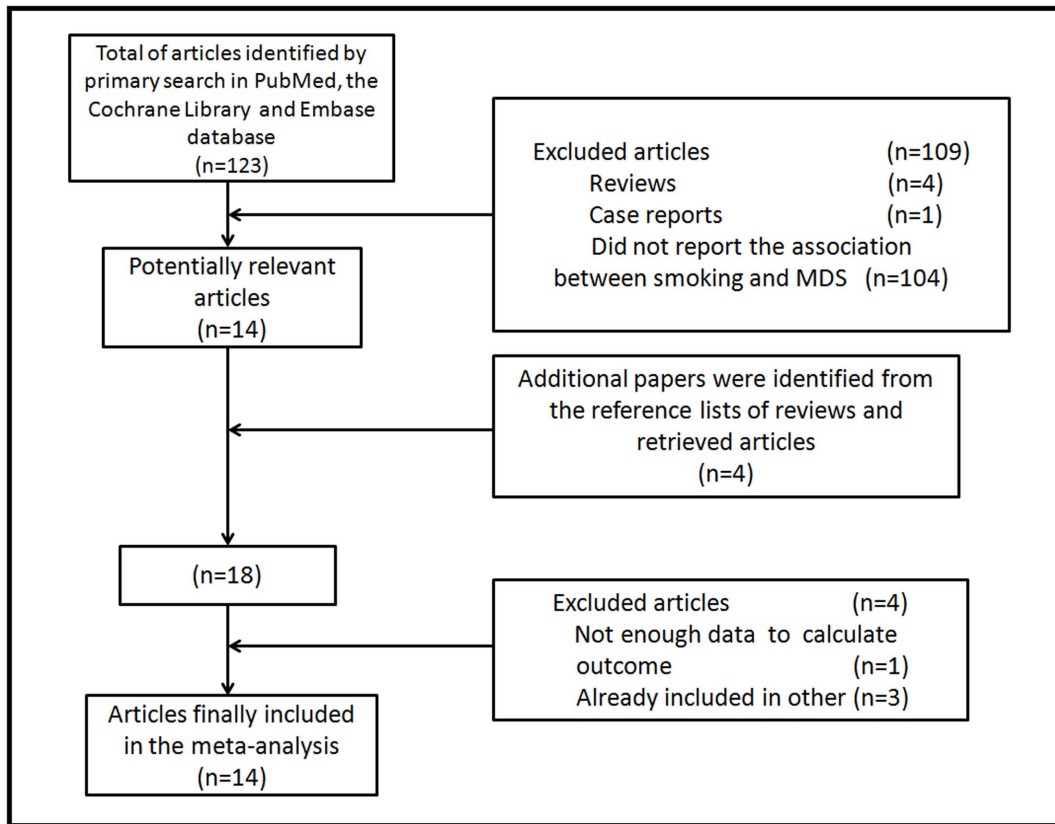 Total of articles identified by
primary search in PubMed, the
Cochrane Library and Embase
database
(n=123)
Excluded articles (n=109)
Reviews (n=4)
Case reports (n=1)
Did not report the association
between smoking and MDS (n=104)
Potentially relevant
articles
(n=14)
Additional papers were identified from
the reference lists of reviews and
retrieved articles
(n=4)
(n=18)
Excluded articles (n=4)
Not enough data to calculate
outcome (n=1)
Already included in other (n=3)
Articles finally included
in the meta-analysis
(n=14)